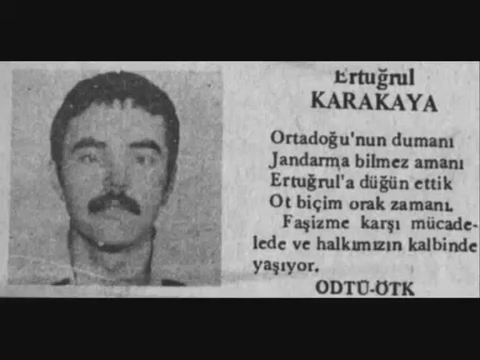 Ertuğrul
KARAKAYA
Ortadoğu'nun dumanı
Jandarma bilmez amanı
Ertuğrul'a düğün ettik
Ot biçim orak zamanı.
Faşizme karşı mücade-
lede ve halkımızın kalbinde
yaşıyor.
ODTÜ-ÖTK